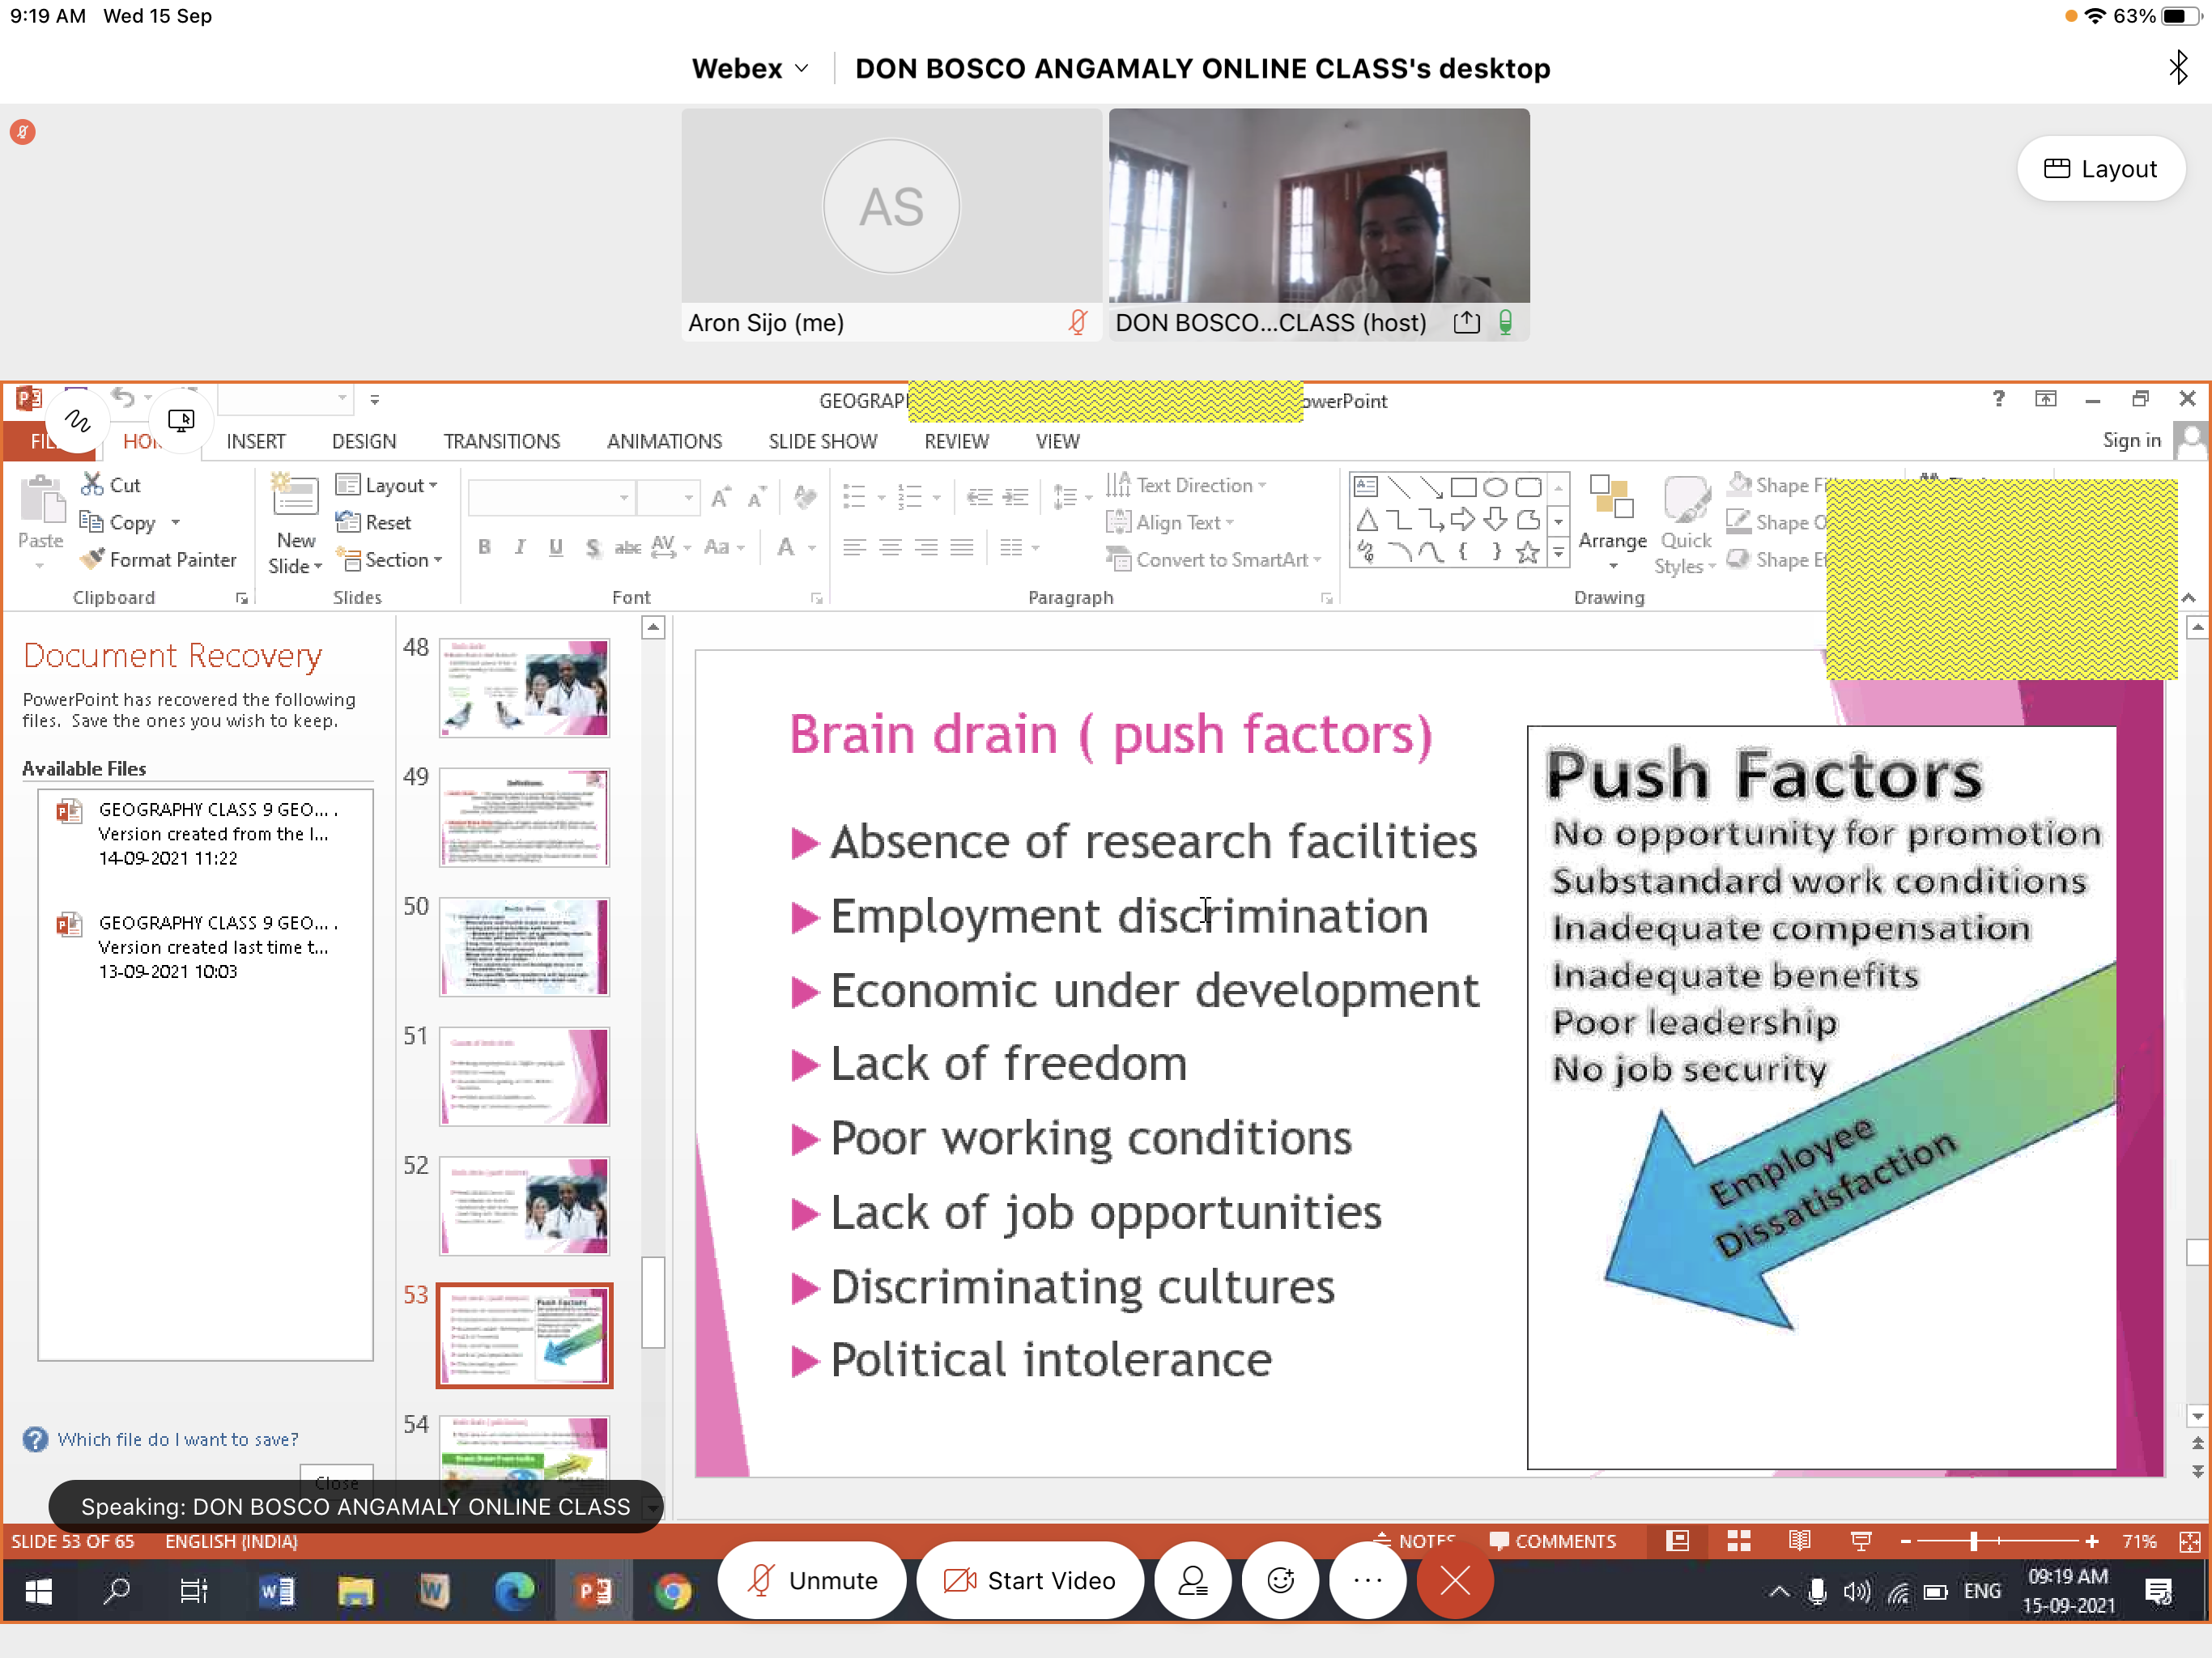 9:19 AM Wed 15 Sep
63%
Webex
DON BOSCO ANGAMALY ONLINE CLASS's desktop
Layout
AS
Aron Sijo (me)
DON BOSCO...CLASS (host)
GEOGRAP
owerPoint
FIL
HO
INSERT
DESIGN
TRANSITIONS
ANIMATIONS
SLIDE SHOW
REVIEW
VIEW
Sign in
Paste
Cut
Copy
Format Painter
Clipboard
New
Slide
Layout
Reset
Section
Slides
Font
Text Direction
Align Text
Convert to SmartArt
Paragraph
Arrange
Quick
Styles
Shape F
Shape O
Shape E
Drawing
Document Recovery
PowerPoint has recovered the following
files. Save the ones you wish to keep.
Available Files
GEOGRAPHY CLASS 9 GEO... .
Version created from the l...
14-09-2021 11:22
GEOGRAPHY CLASS 9 GEO... .
Version created last time t...
13-09-2021 10:03
Which file do I want to save?
Close
48
49
50
51
52
53
54
Brain drain ( push factors)
Absence of research facilities
Employment discrimination
Economic under development
Lack of freedom
Poor working conditions
Lack of job opportunities
Discriminating cultures
Political intolerance
Push Factors
No opportunity for promotion
Substandard work conditions
Inadequate compensation
Inadequate benefits
Poor leadership
No job security
Employee
Dissatisfaction
Speaking: DON BOSCO ANGAMALY ONLINE CLASS
SLIDE 53 OF 65
ENGLISH (INDIA)
NOTES
COMMENTS
71%
Unmute
Start Video
ENG
09:19 AM
15-09-2021